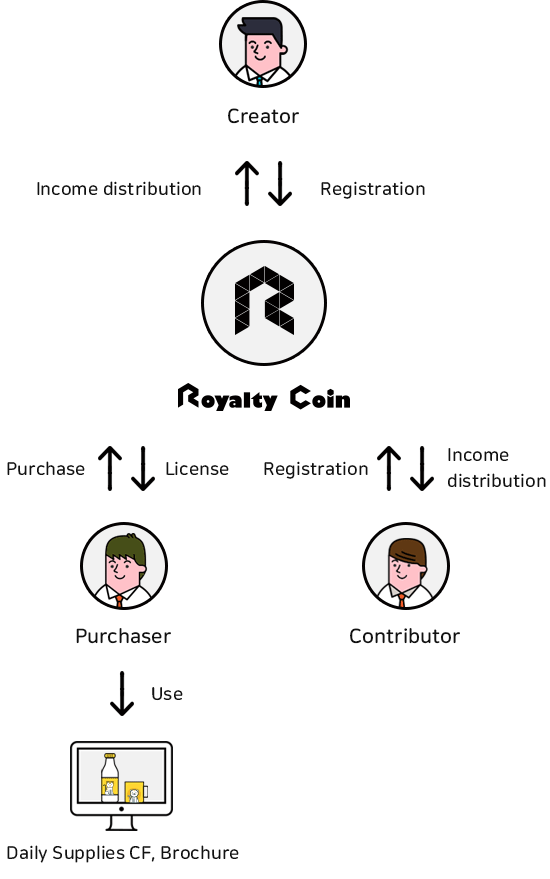 Creator
Income distribution
Registration
Royalty Coin
Purchase
License
Registration
Income
distribution
Purchaser
Contributor
Use
Daily Supplies CF, Brochure